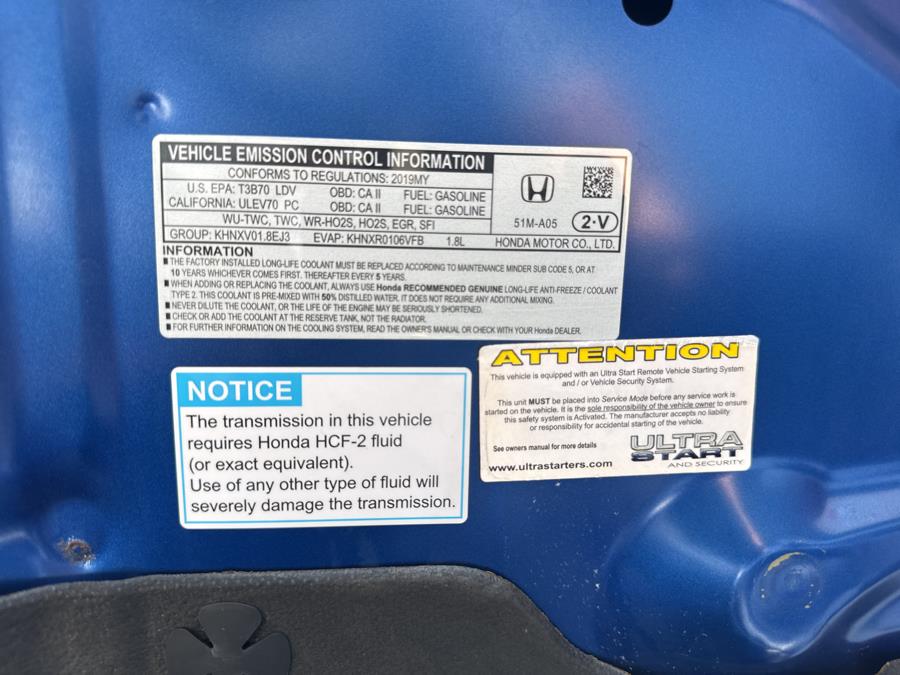 VEHICLE EMISSION CONTROL INFORMATION
CONFORMS TO REGULATIONS: 2019MY
U.S. EPA: T3B70 LDV OBD: CA II FUEL: GASOLINE
CALIFORNIA: ULEV70 PC OBD: CA II FUEL: GASOLINE
WU-TWC, TWC, WR-HO2S, HO2S, EGR, SFI
GROUP: KHNXV01.8EJ3 EVAP: KHNXR0106VFB 1.8L
51M-A05 2·V
HONDA MOTOR CO., LTD.
INFORMATION
■ THE FACTORY INSTALLED LONG-LIFE COOLANT MUST BE REPLACED ACCORDING TO MAINTENANCE MINDER SUB CODE 5, OR AT
10 YEARS WHICHEVER COMES FIRST. THEREAFTER EVERY 5 YEARS.
■ WHEN ADDING OR REPLACING THE COOLANT, ALWAYS USE Honda RECOMMENDED GENUINE LONG-LIFE ANTI-FREEZE / COOLANT
TYPE 2. THIS COOLANT IS PRE-MIXED WITH 50% DISTILLED WATER. IT DOES NOT REQUIRE ANY ADDITIONAL MIXING.
■ NEVER DILUTE THE COOLANT, OR THE LIFE OF THE ENGINE MAY BE SERIOUSLY SHORTENED.
■ CHECK OR ADD THE COOLANT AT THE RESERVE TANK, NOT THE RADIATOR.
■ FOR FURTHER INFORMATION ON THE COOLING SYSTEM, READ THE OWNER'S MANUAL OR CHECK WITH YOUR Honda DEALER.
NOTICE
The transmission in this vehicle
requires Honda HCF-2 fluid
(or exact equivalent).
Use of any other type of fluid will
severely damage the transmission.
ATTENTION
This vehicle is equipped with an Ultra Start Remote Vehicle Starting System
and / or Vehicle Security System.
This unit MUST be placed into Service Mode before any service work is
started on the vehicle. It is the sole responsibility of the vehicle owner to ensure
this safety system is Activated. The manufacturer accepts no liability
or responsibility for accidental starting of the vehicle.
See owners manual for more details
www.ultrastarters.com
ULTRA
START
AND SECURITY